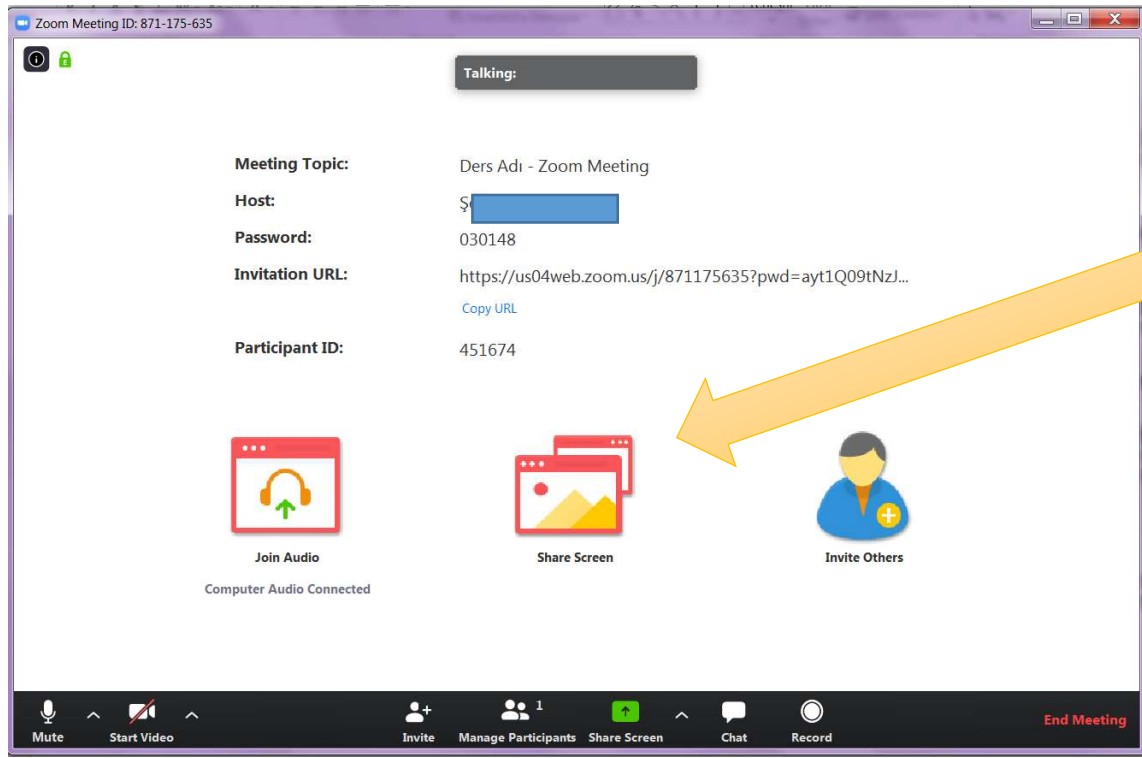 Zoom Meeting ID: 871-175-635
Talking:
Meeting Topic: Ders Adı - Zoom Meeting
Host:
Password: 030148
Invitation URL: https://us04web.zoom.us/j/871175635?pwd=ayt1Q09tNzJ...
Copy URL
Participant ID: 451674
Join Audio Share Screen Invite Others
Computer Audio Connected
1
Mute Start Video Invite Manage Participants Share Screen Chat Record End Meeting